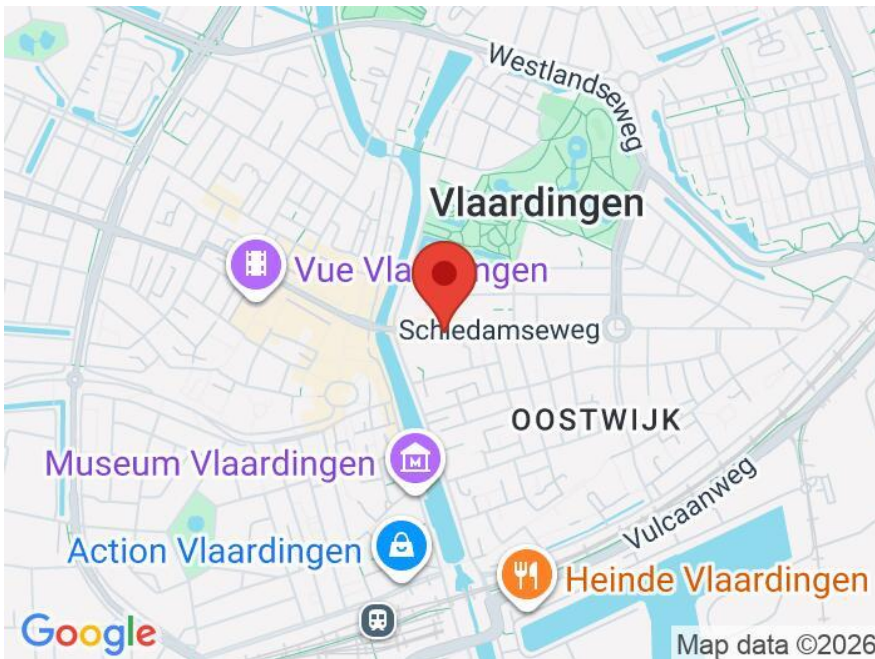 Westlandseweg
Vlaardingen
Vue Vlaardingen
Schiedamseweg
OOSTWIJK
Museum Vlaardingen
M
Vulcaanweg
Action Vlaardingen
Heinde Vlaardingen
Google
Map data ©2026